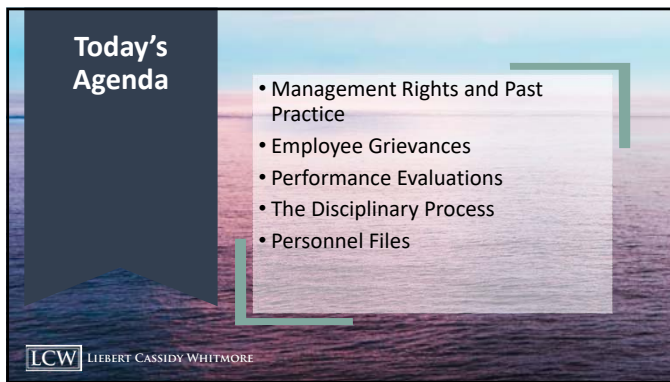 Today’s
Agenda
• Management Rights and Past
Practice
• Employee Grievances
• Performance Evaluations
• The Disciplinary Process
• Personnel Files
LCW LIEBERT CASSIDY WHITMORE